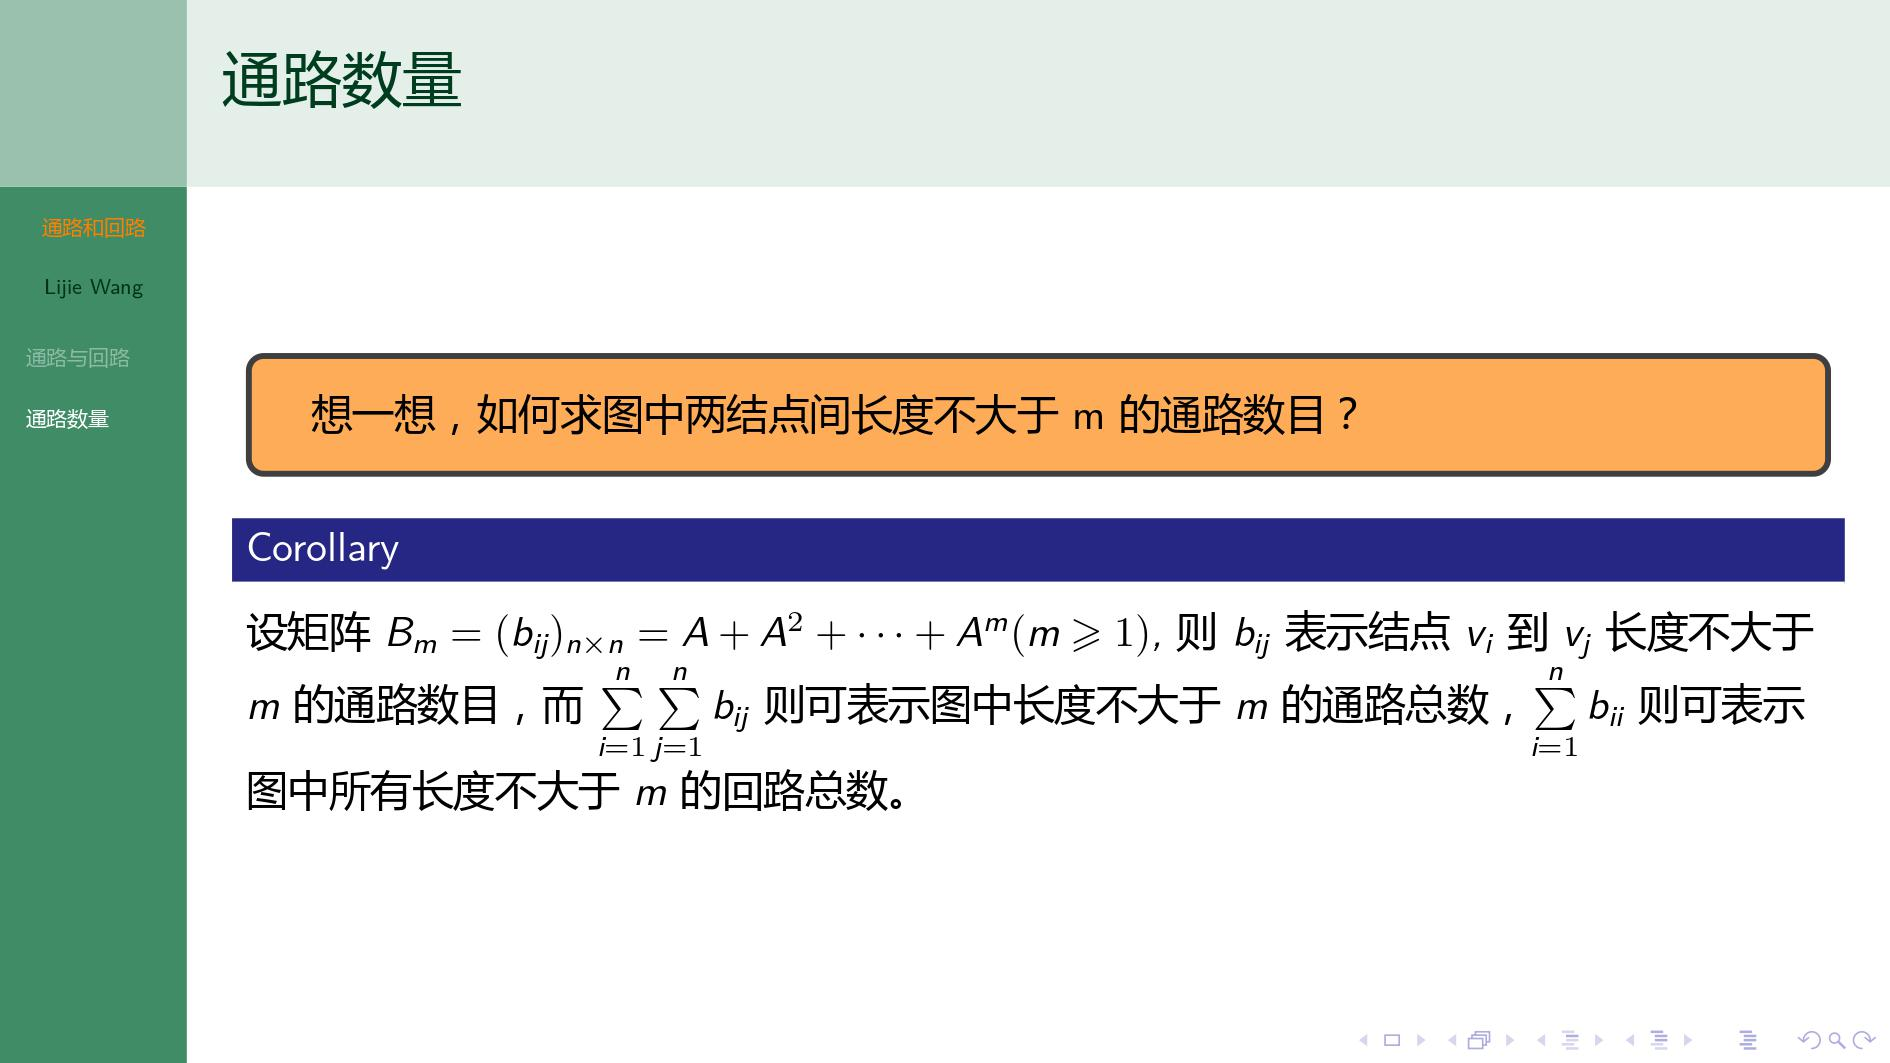 通路数量
通路和回路
Lijie Wang
通路与回路
通路数量
想一想，如何求图中两结点间长度不大于 m 的通路数目？
Corollary
设矩阵 $B_m = (b_{ij})_{n \times n} = A + A^2 + \cdots + A^m (m \geqslant 1)$, 则 $b_{ij}$ 表示结点 $v_i$ 到 $v_j$ 长度不大于
$m$ 的通路数目，而 $\sum\limits_{i=1}^{n} \sum\limits_{j=1}^{n} b_{ij}$ 则可表示图中长度不大于 $m$ 的通路总数，$\sum\limits_{i=1}^{n} b_{ii}$ 则可表示
图中所有长度不大于 $m$ 的回路总数。